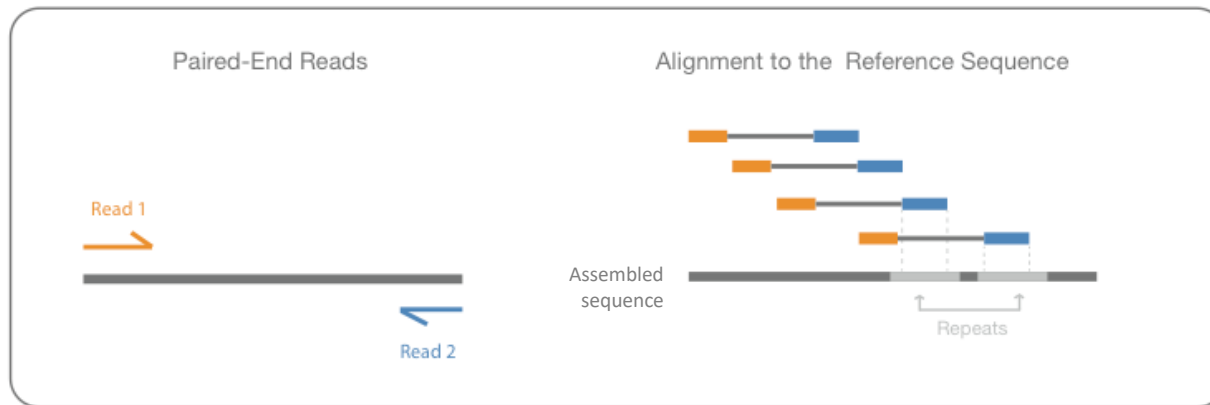 Paired-End Reads
Alignment to the Reference Sequence
Read 1
Read 2
Assembled
sequence
Repeats